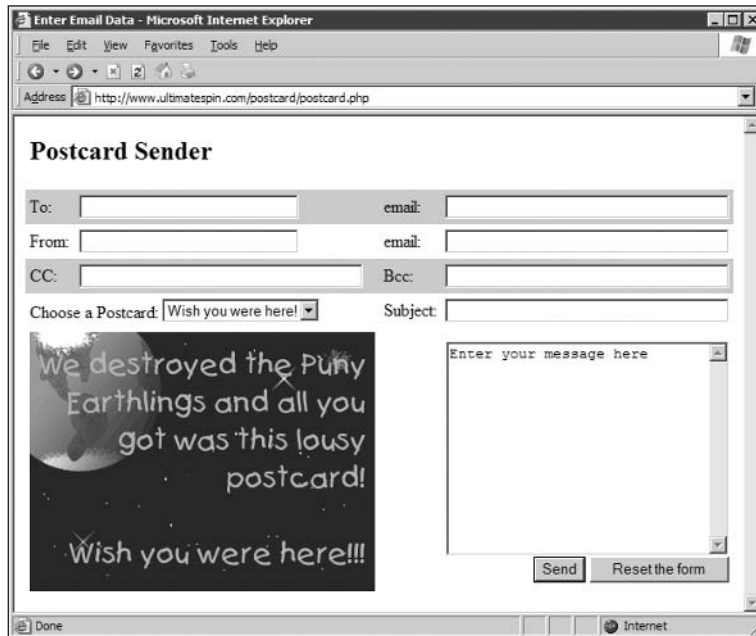 Enter Email Data - Microsoft Internet Explorer
File Edit View Favorites Tools Help
Address http://www.ultimatespin.com/postcard/postcard.php
Postcard Sender
To: email:
From: email:
CC: Bcc:
Choose a Postcard: Wish you were here! Subject:
We destroyed the Puny
Earthlings and all you
got was this lousy
postcard!
Wish you were here!!!
Enter your message here
Send Reset the form
Done Internet